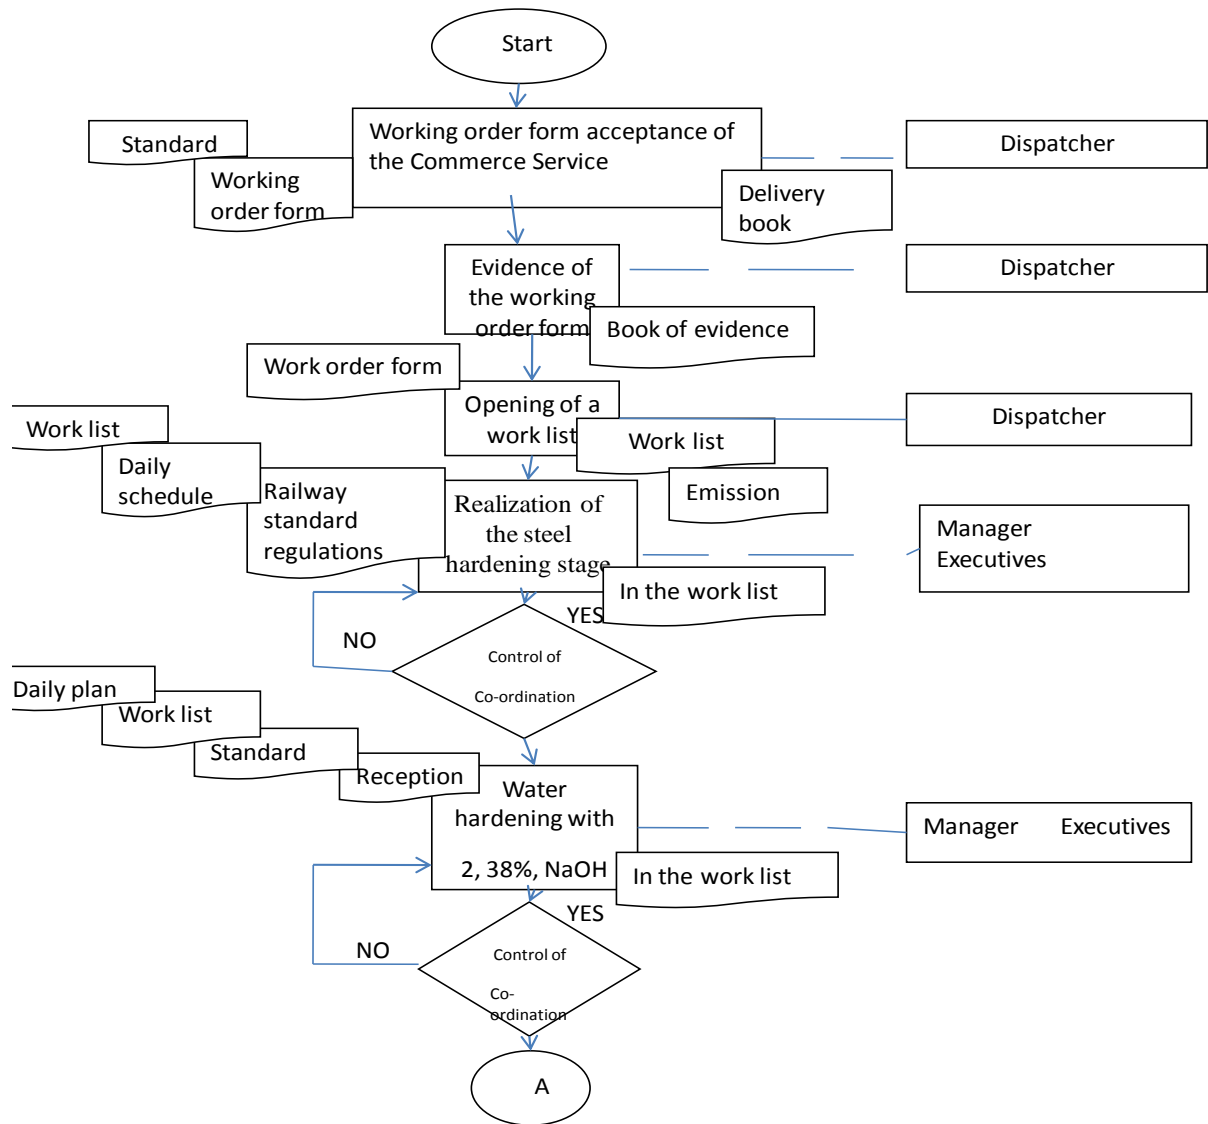 Start
Working order form acceptance of
the Commerce Service
Standard
Working
order form
Delivery
book
Dispatcher
Evidence of
the working
order form
Book of evidence
Dispatcher
Work order form
Opening of a
work list
Work list
Emission
Dispatcher
Work list
Daily
schedule
Railway
standard
regulations
Realization of
the steel
hardening stage
In the work list
Manager
Executives
YES
NO
Control of
Co-ordination
Daily plan
Work list
Standard
Reception
Water
hardening with
2, 38%, NaOH
In the work list
Manager Executives
YES
NO
Control of
Co-
ordination
A